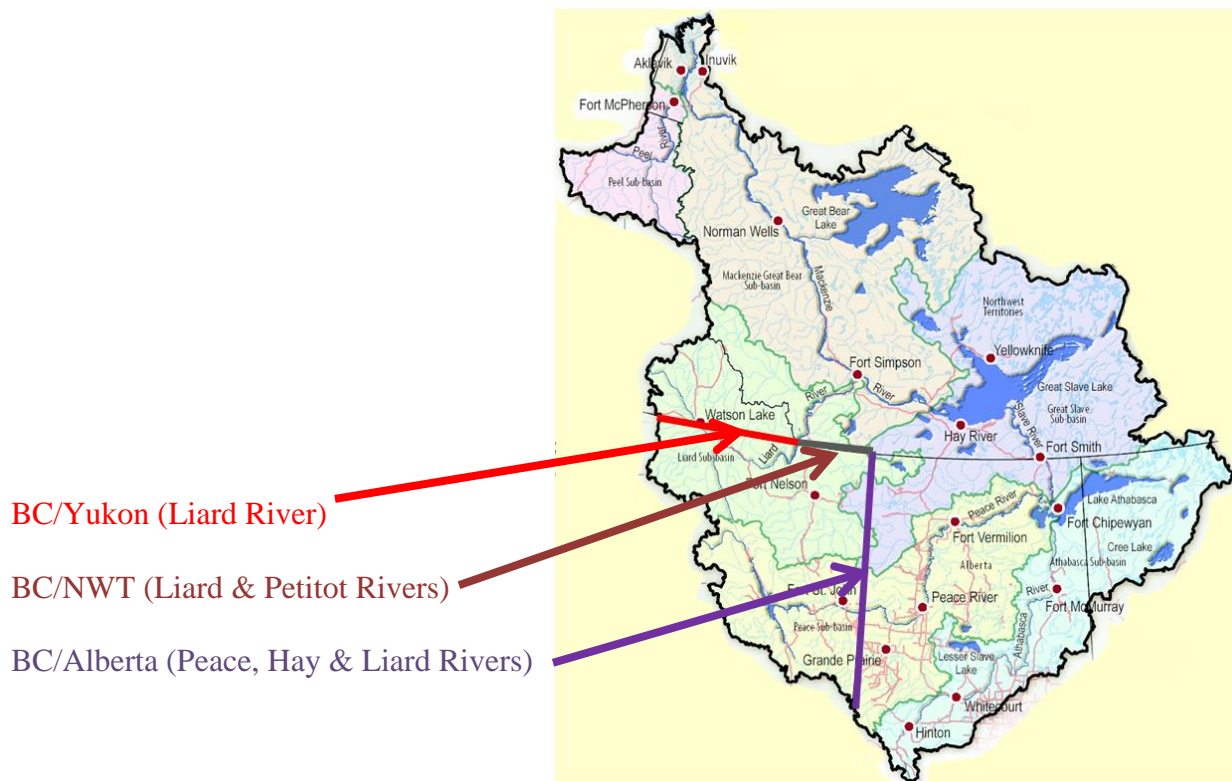 Aklavik
Inuvik
Fort McPherson
River
Peel
Peel Sub-basin
Great Bear
Lake
Norman Wells
Mackenzie
Mackenzie Great Bear
Sub-basin
Northwest
Territories
Yellowknife
Fort Simpson
River
River
Great Slave Lake
Great Slave
Sub-basin
Slave River
Watson Lake
Hay River
Fort Smith
Liard
Liard Sub-basin
Fort Nelson
Lake Athabasca
Peace River
Fort Chipewyan
Fort Vermilion
Cree Lake
Alberta
Athabasca Sub-basin
Fort St. John
River
Peace River
Fort McMurray
Peace Sub-basin
Athabasca
Grande Prairie
Lesser Slave
Lake
Whitecourt
Hinton
BC/Yukon (Liard River)
BC/NWT (Liard & Petitot Rivers)
BC/Alberta (Peace, Hay & Liard Rivers)